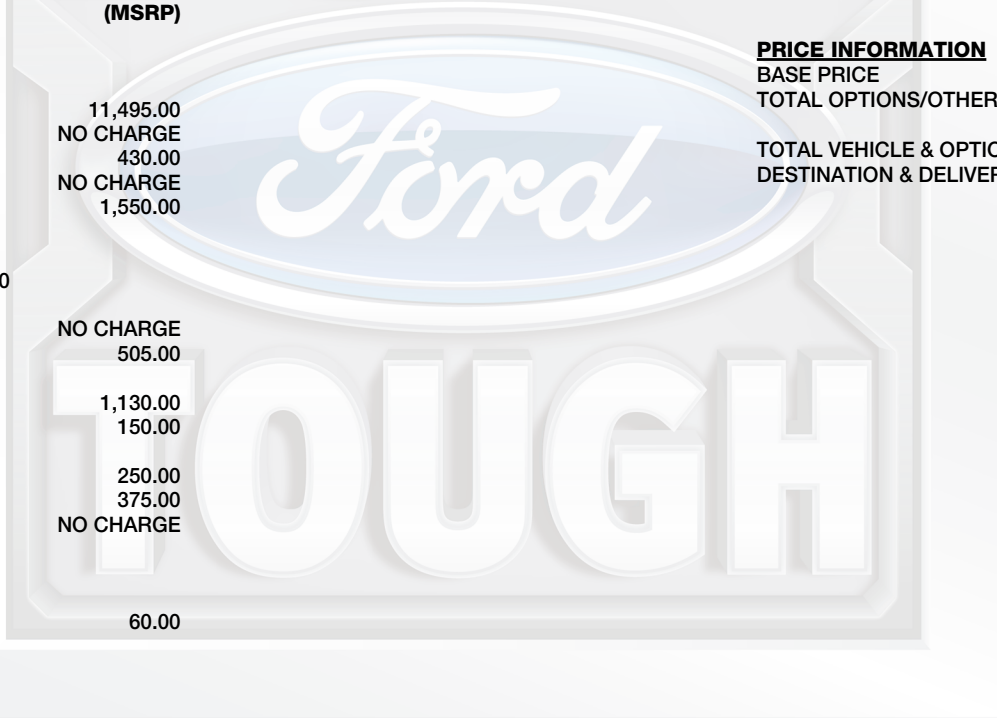 (MSRP)
11,495.00
NO CHARGE
430.00
NO CHARGE
1,550.00
0
NO CHARGE
505.00
1,130.00
150.00
250.00
375.00
NO CHARGE
60.00
PRICE INFORMATION
BASE PRICE
TOTAL OPTIONS/OTHER
TOTAL VEHICLE & OPTIO
DESTINATION & DELIVER
Ford
TOUGH